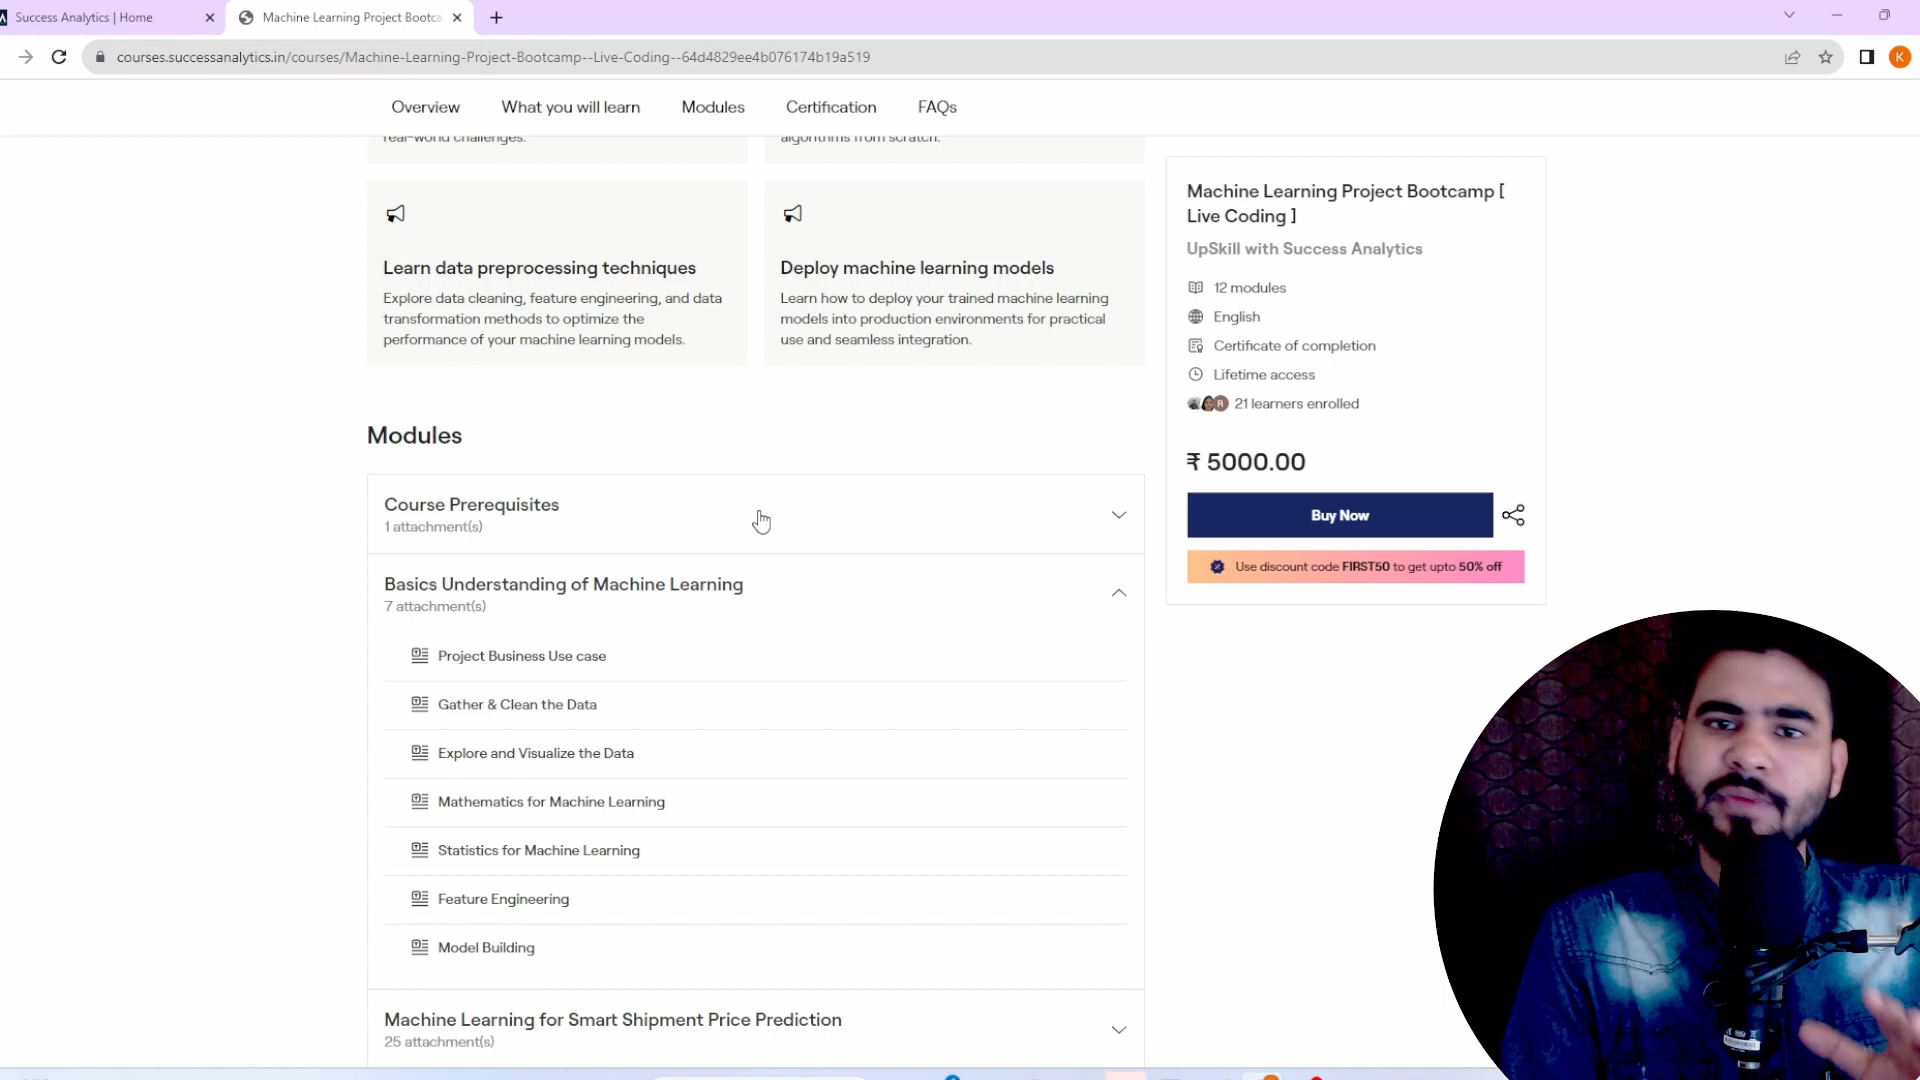 Success Analytics | Home
Machine Learning Project Bootca
courses.successanalytics.in/courses/Machine-Learning-Project-Bootcamp--Live-Coding--64d4829ee4b076174b19a519
K
Overview
What you will learn
Modules
Certification
FAQs
real-world challenges.
algorithms from scratch.
Learn data preprocessing techniques
Explore data cleaning, feature engineering, and data
transformation methods to optimize the
performance of your machine learning models.
Deploy machine learning models
Learn how to deploy your trained machine learning
models into production environments for practical
use and seamless integration.
Machine Learning Project Bootcamp [
Live Coding ]
UpSkill with Success Analytics
12 modules
English
Certificate of completion
Lifetime access
R
21 learners enrolled
₹ 5000.00
Buy Now
Use discount code FIRST50 to get upto 50% off
Modules
Course Prerequisites
1 attachment(s)
Basics Understanding of Machine Learning
7 attachment(s)
Project Business Use case
Gather & Clean the Data
Explore and Visualize the Data
Mathematics for Machine Learning
Statistics for Machine Learning
Feature Engineering
Model Building
Machine Learning for Smart Shipment Price Prediction
25 attachment(s)